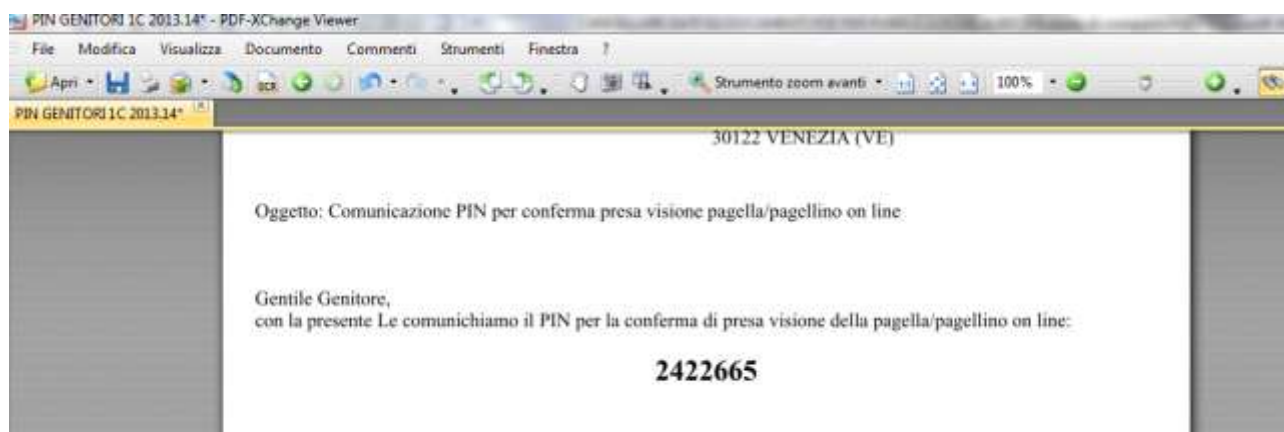 PIN GENITORI 1C 2013.14* - PDF-XChange Viewer
File Modifica Visualizza Documento Commenti Strumenti Finestra ?
Apri OCR Strumento zoom avanti 100%
PIN GENITORI 1C 2013.14*
30122 VENEZIA (VE)
Oggetto: Comunicazione PIN per conferma presa visione pagella/pagellino on line
Gentile Genitore,
con la presente Le comunichiamo il PIN per la conferma di presa visione della pagella/pagellino on line:
2422665